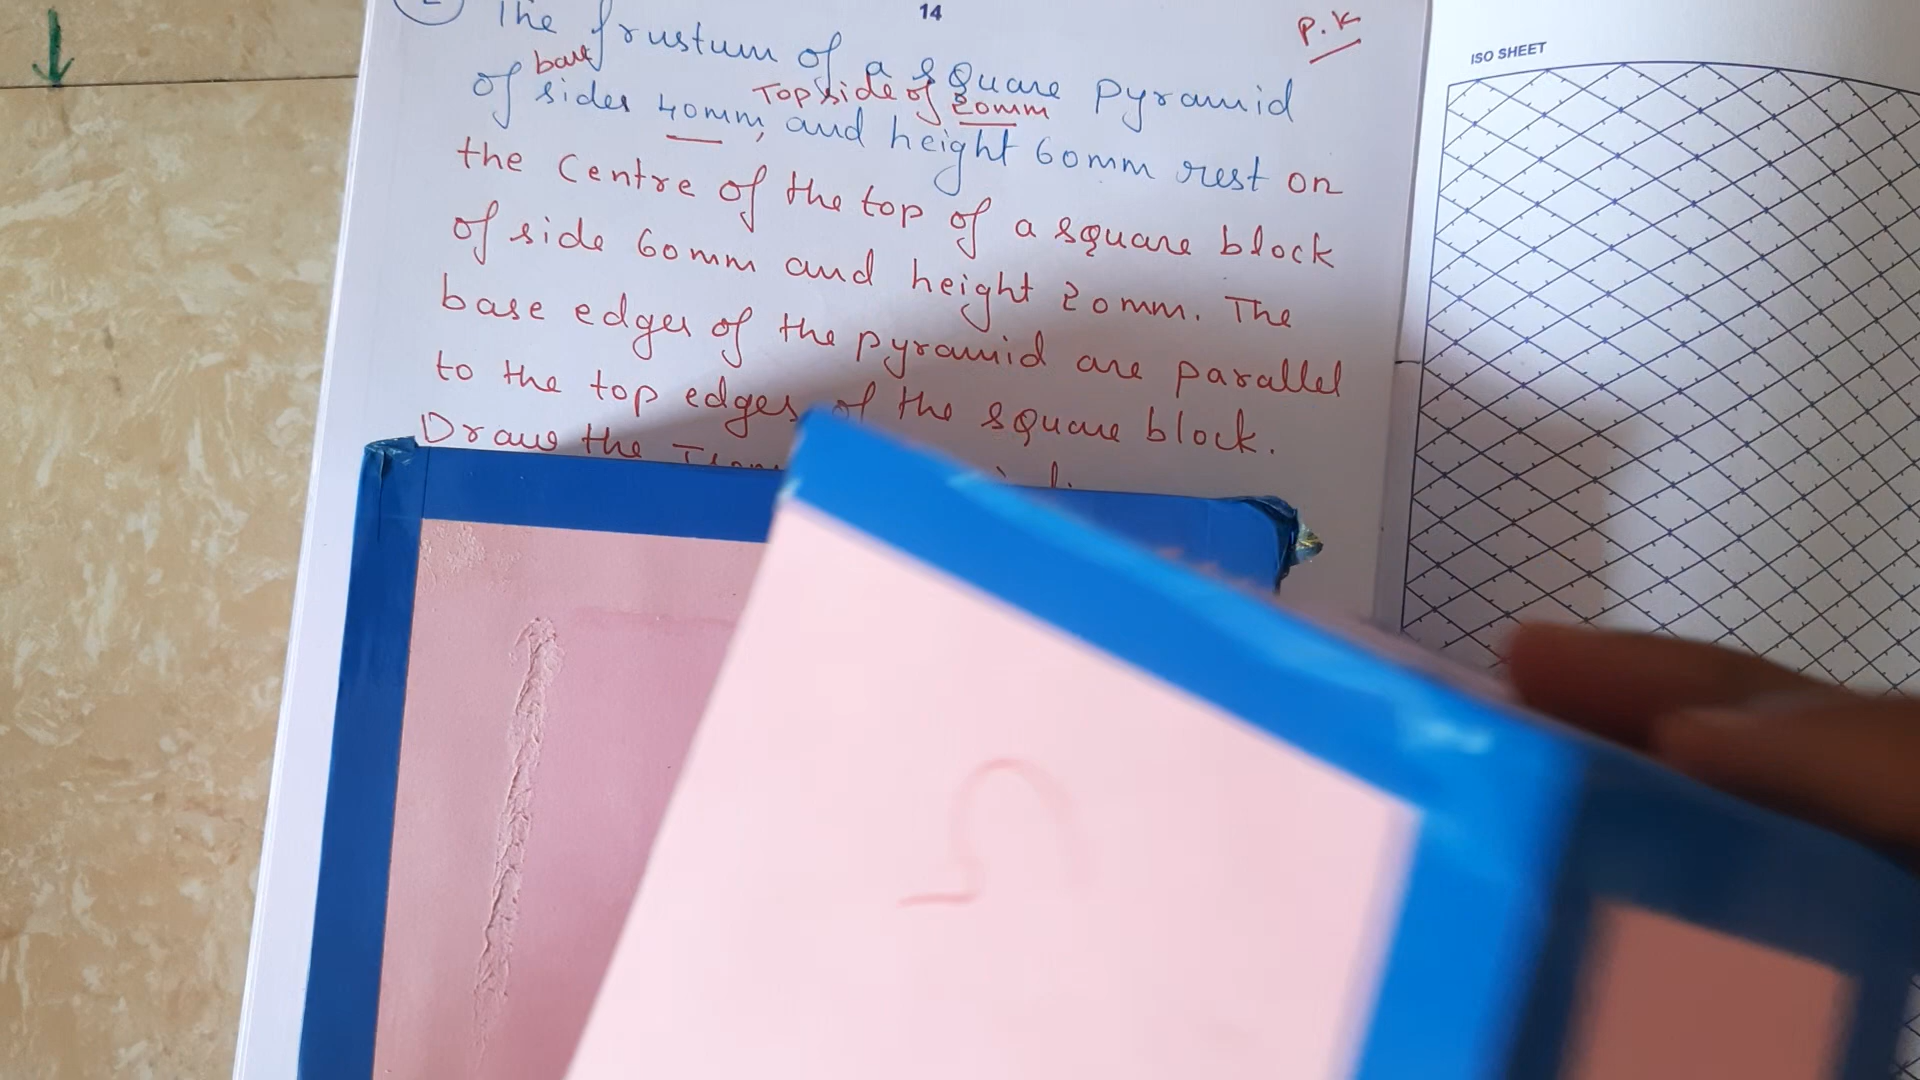 14
P.K
ISO SHEET
The frustum of a square pyramid
of base sides 40mm, Top side of 20mm and height 60mm rest on
the Centre of the top of a square block
of side 60mm and height 20mm. The
base edges of the pyramid are parallel
to the top edges of the square block.
Draw the